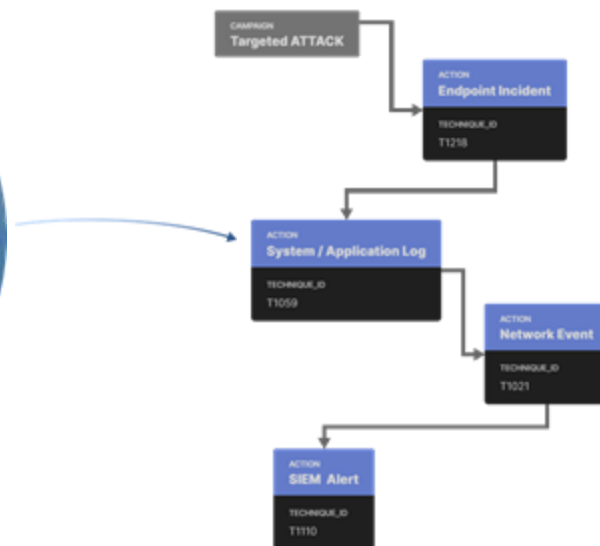 CAMPAIGN
Targeted ATTACK
ACTION
Endpoint Incident
TECHNIQUE_ID
T1218
ACTION
System / Application Log
TECHNIQUE_ID
T1059
ACTION
Network Event
TECHNIQUE_ID
T1021
ACTION
SIEM Alert
TECHNIQUE_ID
T1110